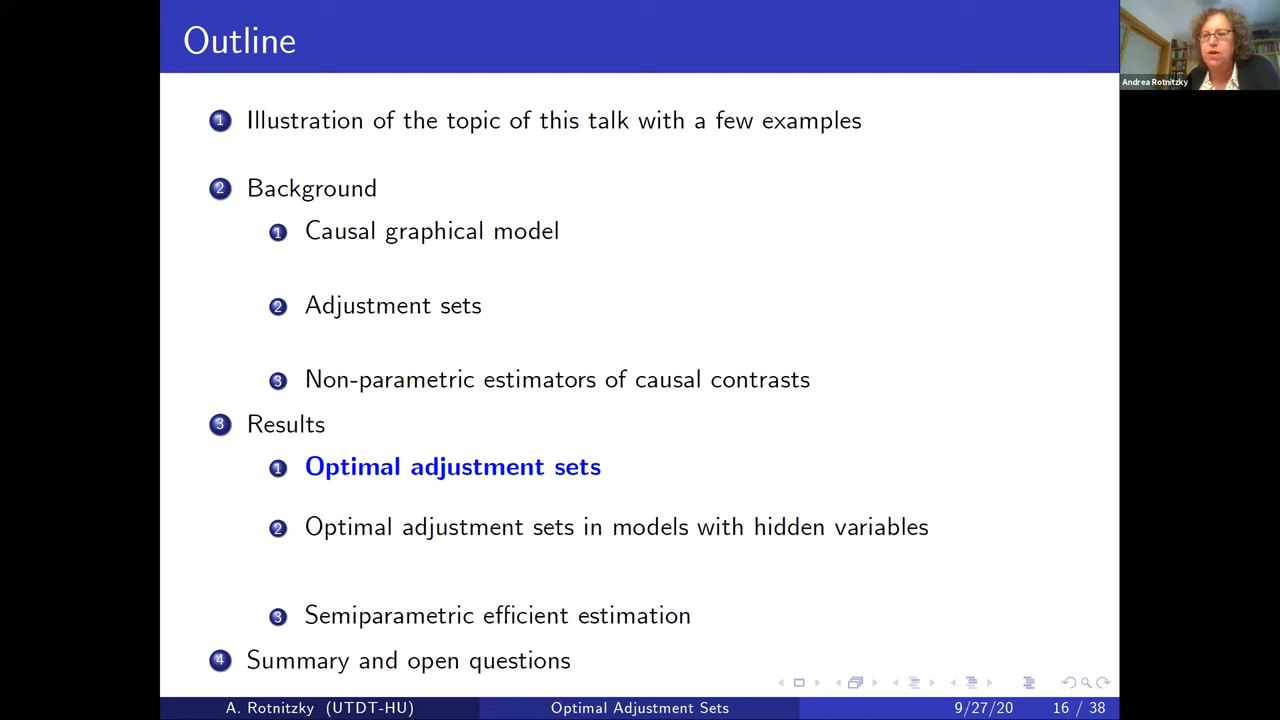 Outline
Andrea Rotnitzky
1 Illustration of the topic of this talk with a few examples
2 Background
1 Causal graphical model
2 Adjustment sets
3 Non-parametric estimators of causal contrasts
3 Results
1 Optimal adjustment sets
2 Optimal adjustment sets in models with hidden variables
3 Semiparametric efficient estimation
4 Summary and open questions
A. Rotnitzky (UTDT-HU) Optimal Adjustment Sets 9/27/20 16 / 38